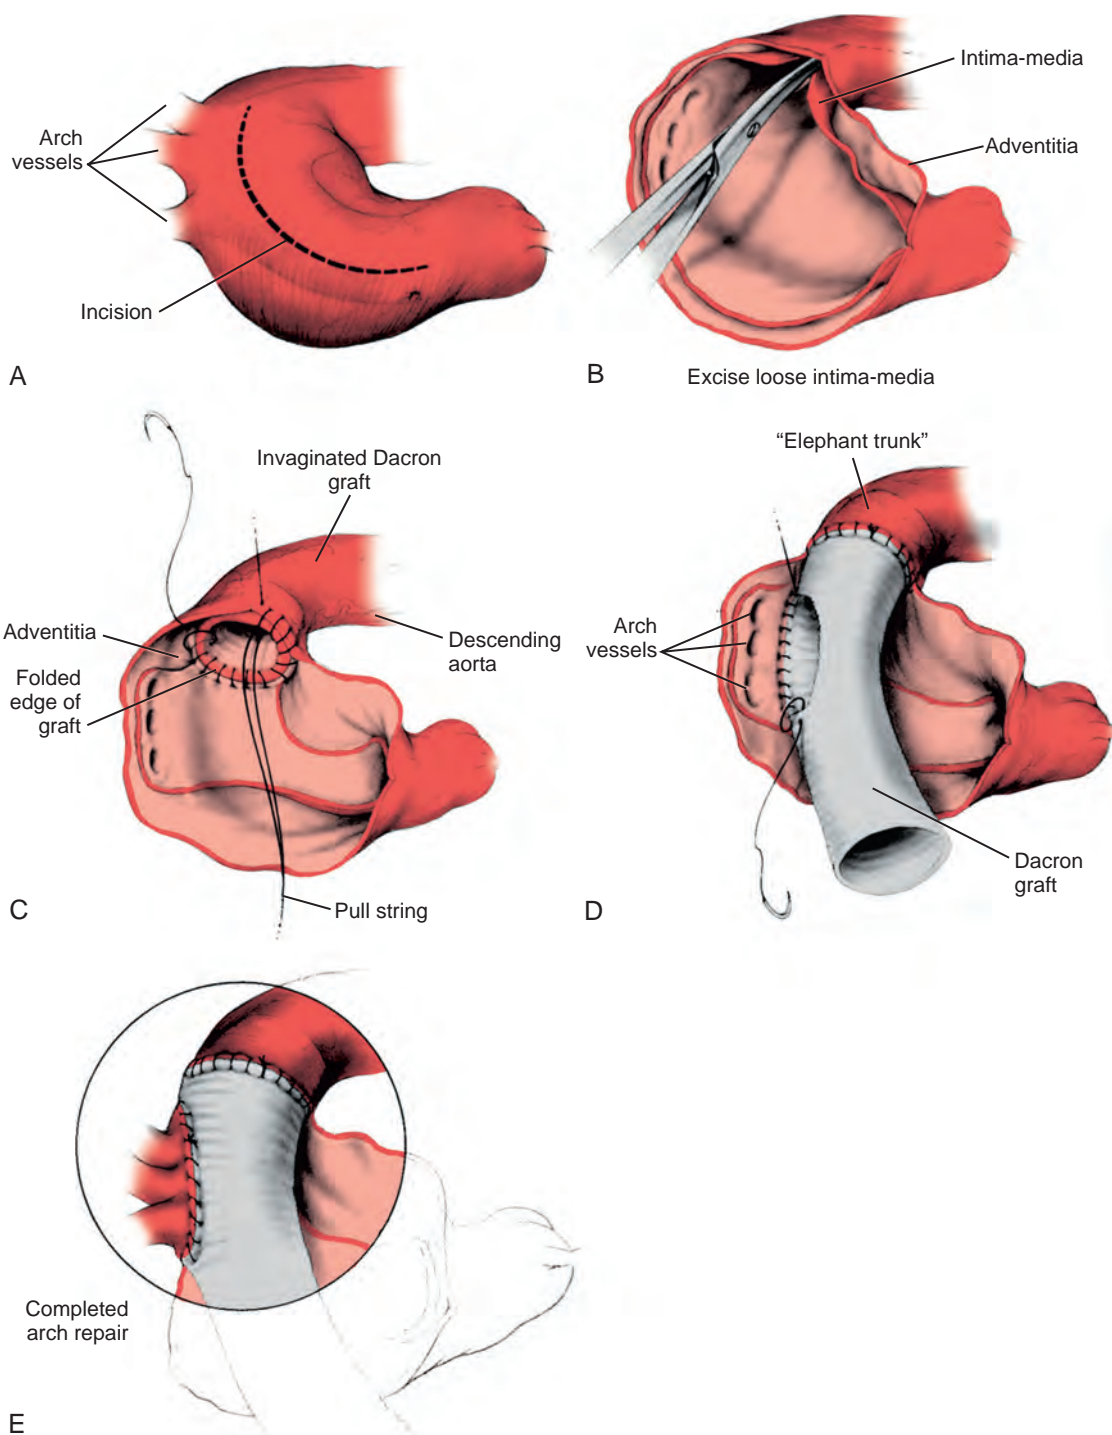 Arch
vessels
Incision
A
Intima-media
Adventitia
B
Excise loose intima-media
Invaginated Dacron
graft
Adventitia
Folded
edge of
graft
Descending
aorta
Pull string
C
“Elephant trunk”
Arch
vessels
Dacron
graft
D
Completed
arch repair
E